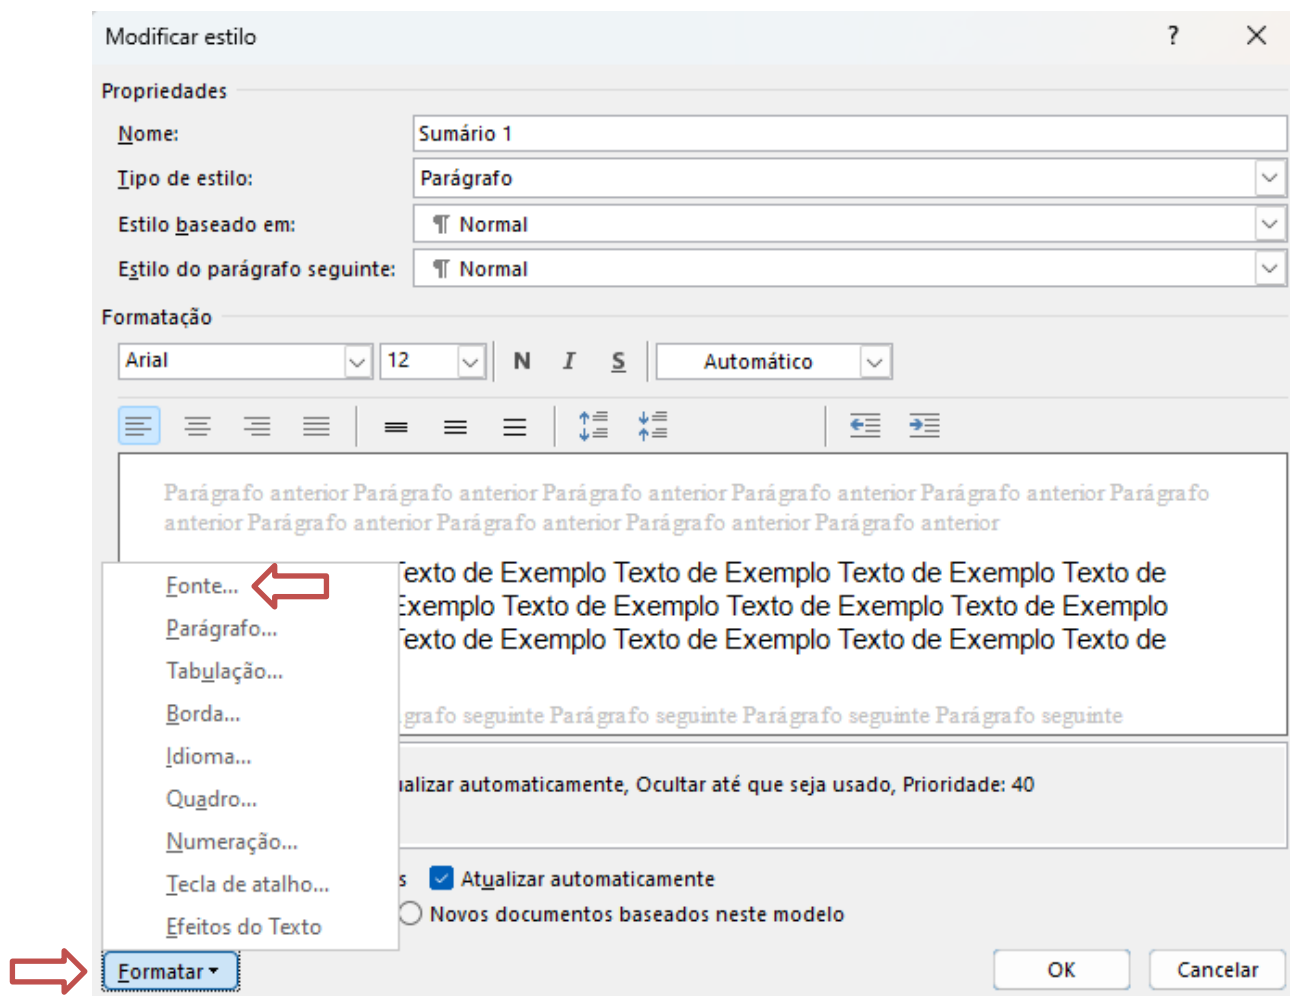 Modificar estilo ?
Propriedades
Nome: Sumário 1
Tipo de estilo: Parágrafo
Estilo baseado em: ¶ Normal
Estilo do parágrafo seguinte: ¶ Normal
Formatação
Arial 12 N I S Automático
Parágrafo anterior Parágrafo anterior Parágrafo anterior Parágrafo anterior Parágrafo anterior Parágrafo
anterior Parágrafo anterior Parágrafo anterior Parágrafo anterior Parágrafo anterior
Texto de Exemplo Texto de Exemplo Texto de Exemplo Texto de
Exemplo Texto de Exemplo Texto de Exemplo Texto de Exemplo
Texto de Exemplo Texto de Exemplo Texto de Exemplo Texto de
grafo seguinte Parágrafo seguinte Parágrafo seguinte Parágrafo seguinte
ualizar automaticamente, Ocultar até que seja usado, Prioridade: 40
s Atualizar automaticamente
Novos documentos baseados neste modelo
Fonte...
Parágrafo...
Tabulação...
Borda...
Idioma...
Quadro...
Numeração...
Tecla de atalho...
Efeitos do Texto
Formatar OK Cancelar